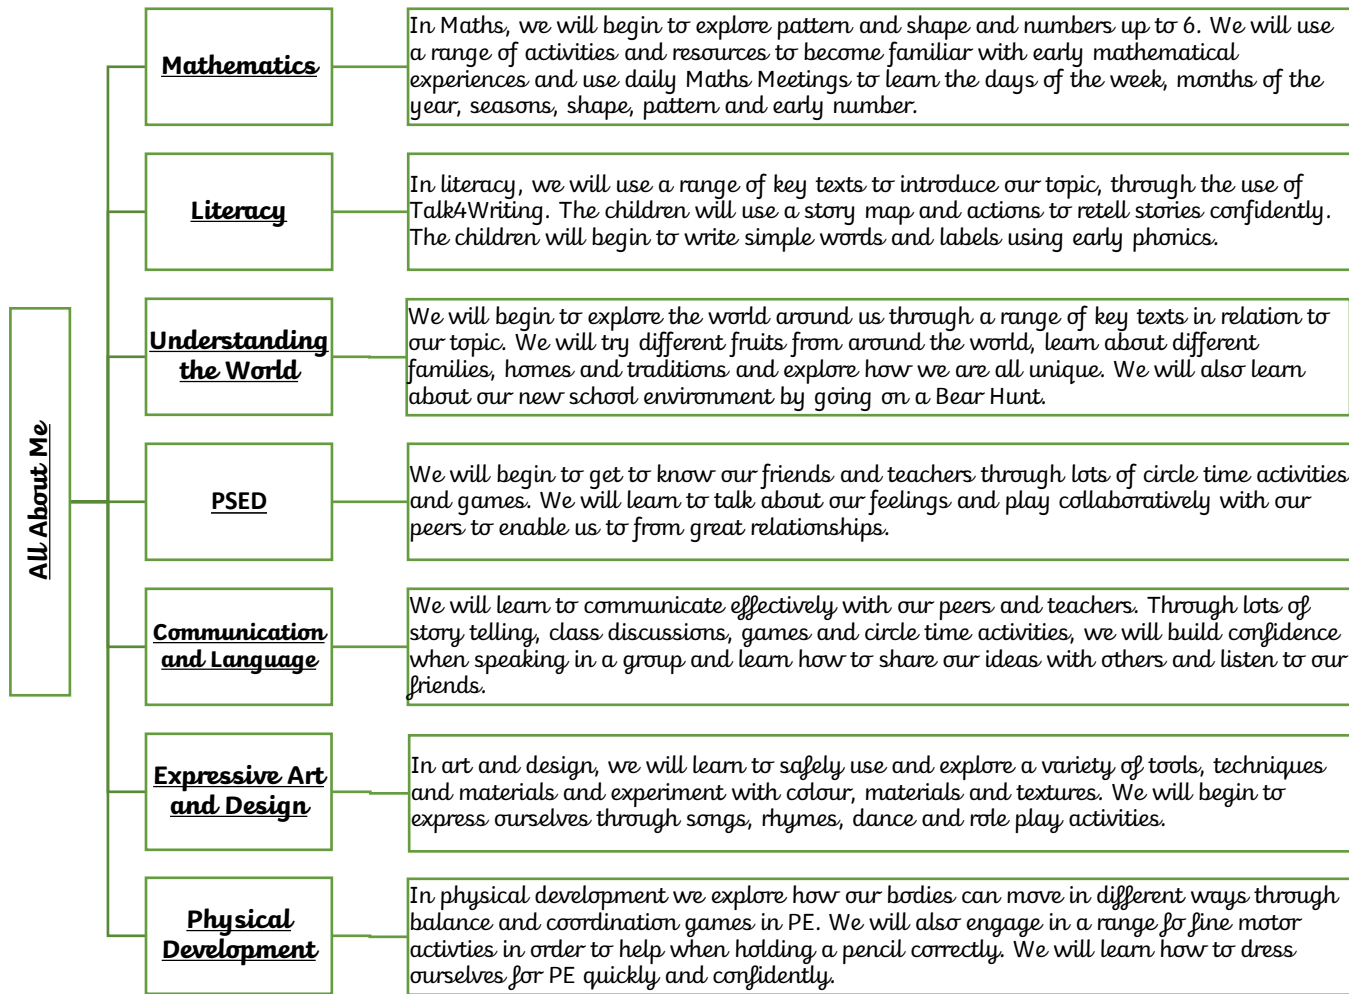 All About Me
Mathematics
In Maths, we will begin to explore pattern and shape and numbers up to 6. We will use
a range of activities and resources to become familiar with early mathematical
experiences and use daily Maths Meetings to learn the days of the week, months of the
year, seasons, shape, pattern and early number.
Literacy
In literacy, we will use a range of key texts to introduce our topic, through the use of
Talk4Writing. The children will use a story map and actions to retell stories confidently.
The children will begin to write simple words and labels using early phonics.
Understanding
the World
We will begin to explore the world around us through a range of key texts in relation to
our topic. We will try different fruits from around the world, learn about different
families, homes and traditions and explore how we are all unique. We will also learn
about our new school environment by going on a Bear Hunt.
PSED
We will begin to get to know our friends and teachers through lots of circle time activities
and games. We will learn to talk about our feelings and play collaboratively with our
peers to enable us to from great relationships.
Communication
and Language
We will learn to communicate effectively with our peers and teachers. Through lots of
story telling, class discussions, games and circle time activities, we will build confidence
when speaking in a group and learn how to share our ideas with others and listen to our
friends.
Expressive Art
and Design
In art and design, we will learn to safely use and explore a variety of tools, techniques
and materials and experiment with colour, materials and textures. We will begin to
express ourselves through songs, rhymes, dance and role play activities.
Physical
Development
In physical development we explore how our bodies can move in different ways through
balance and coordination games in PE. We will also engage in a range fo fine motor
activties in order to help when holding a pencil correctly. We will learn how to dress
ourselves for PE quickly and confidently.